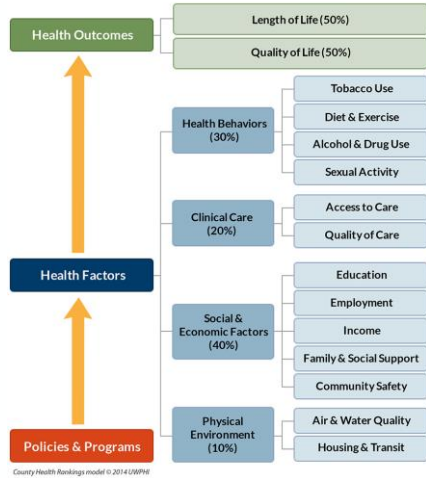 Health Outcomes
Length of Life (50%)
Quality of Life (50%)
Health Factors
Health Behaviors
(30%)
Tobacco Use
Diet & Exercise
Alcohol & Drug Use
Sexual Activity
Clinical Care
(20%)
Access to Care
Quality of Care
Social &
Economic Factors
(40%)
Education
Employment
Income
Family & Social Support
Community Safety
Physical
Environment
(10%)
Air & Water Quality
Housing & Transit
Policies & Programs
County Health Rankings model © 2014 UWPHI